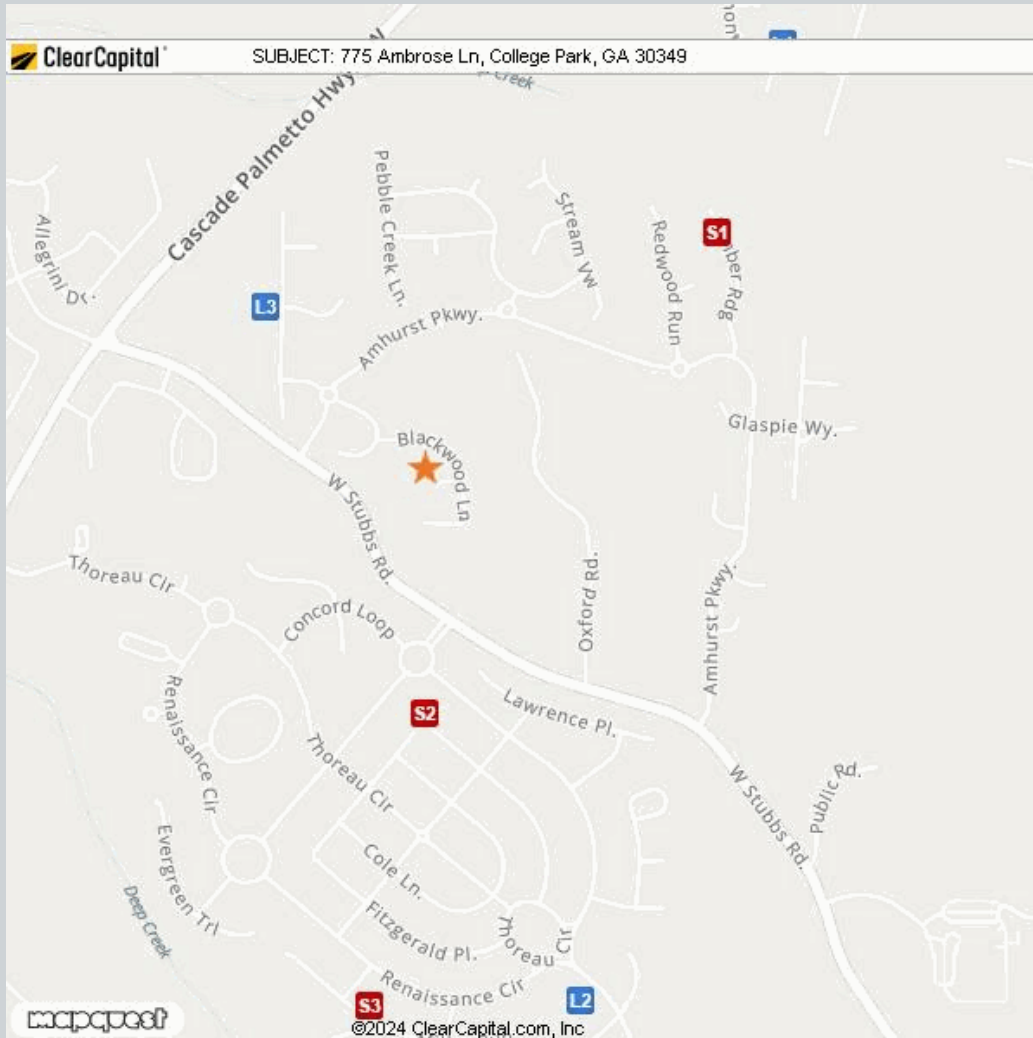 ClearCapital
SUBJECT: 775 Ambrose Ln, College Park, GA 30349
Creek
Cascade Palmetto Hwy W
Allegrini Dr.
Pebble Creek Ln.
Stream Vw
Redwood Run
S1
ber Rdg
L3
Amhurst Pkwy.
Glaspie Wy.
Blackwood Ln
W Stubbs Rd.
Thoreau Cir
Concord Loop
Oxford Rd.
Amhurst Pkwy.
Renaissance Cir
S2
Lawrence Pl.
Thoreau Cir
W Stubbs Rd.
Public Rd.
Evergreen Trl
Cole Ln.
Deep Creek
Fitzgerald Pl.
Thoreau Cir
Renaissance Cir
S3
L2
mapquest
©2024 ClearCapital.com, Inc